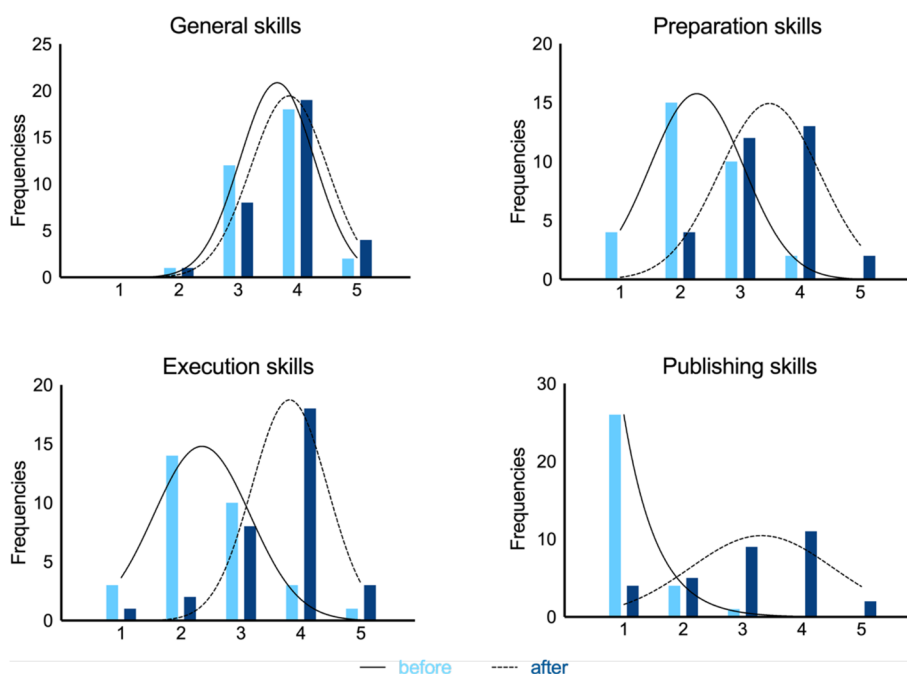 General skills
Frequenciess
25
20
15
10
5
0
1 2 3 4 5
Preparation skills
Frequencies
20
15
10
5
0
1 2 3 4 5
Execution skills
Frequencies
20
15
10
5
0
1 2 3 4 5
Publishing skills
Frequencies
30
20
10
0
1 2 3 4 5
before after